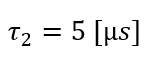 τ₂ = 5 [μs]